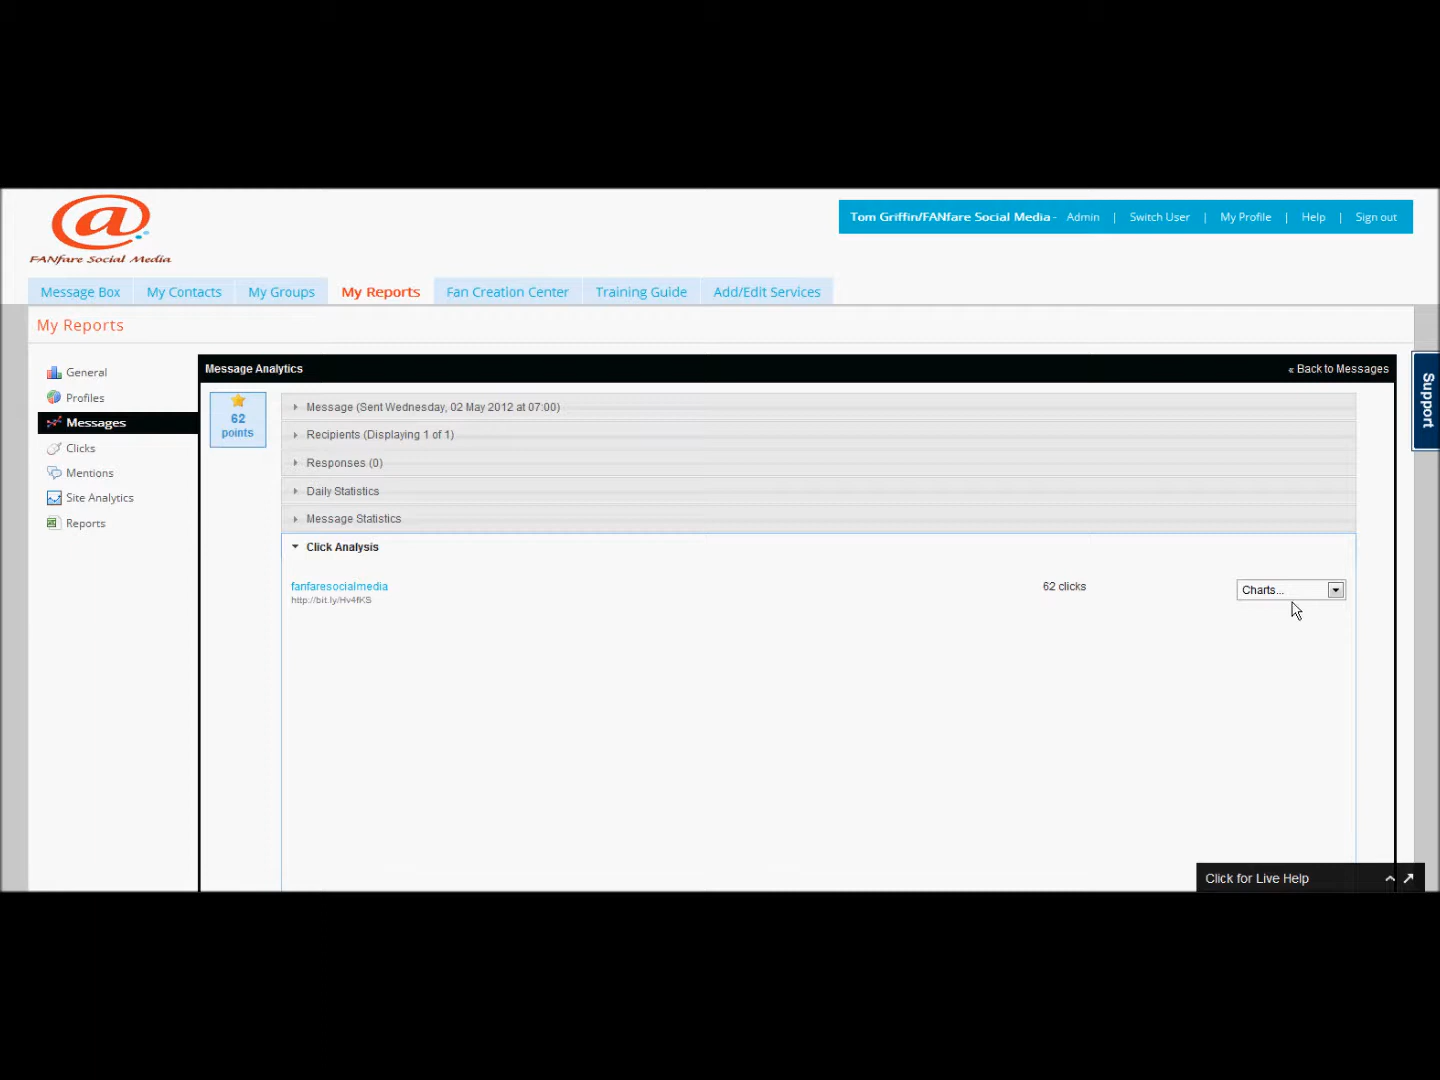 @
FANfare Social Media
Tom Griffin/FANfare Social Media - Admin | Switch User | My Profile | Help | Sign out
Message Box My Contacts My Groups My Reports Fan Creation Center Training Guide Add/Edit Services
My Reports
General
Profiles
Messages
Clicks
Mentions
Site Analytics
Reports
Message Analytics
« Back to Messages
62
points
Message (Sent Wednesday, 02 May 2012 at 07:00)
Recipients (Displaying 1 of 1)
Responses (0)
Daily Statistics
Message Statistics
Click Analysis
fanfaresocialmedia
62 clicks
Charts...
http://bit.ly/Hv4fKS
Support
Click for Live Help